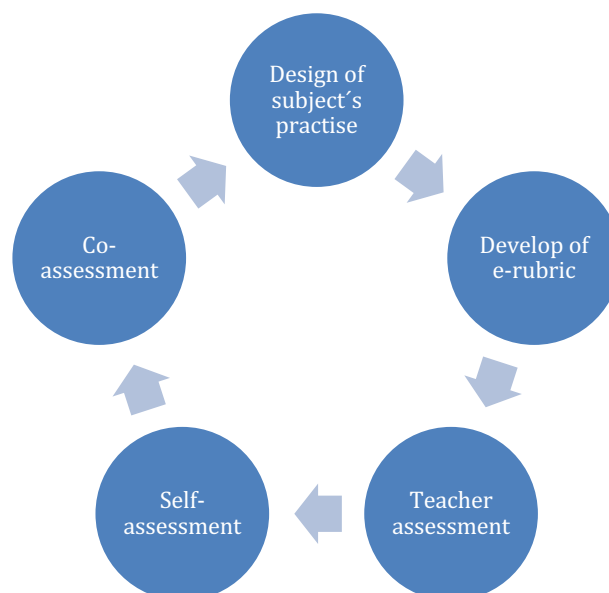 Design of
subject´s
practise
Develop of
e-rubric
Teacher
assessment
Self-
assessment
Co-
assessment